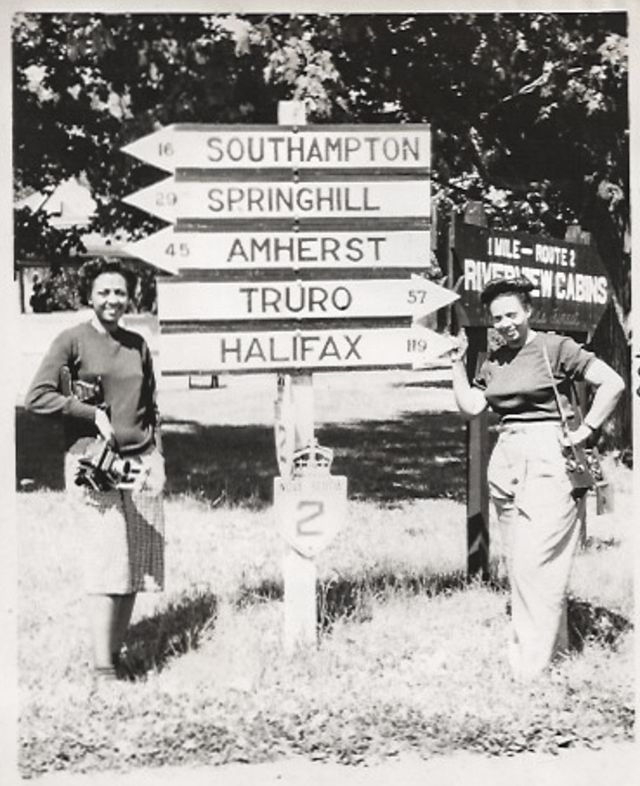 16 SOUTHAMPTON
29 SPRINGHILL
45 AMHERST
TRURO 57
HALIFAX 119
1 MILE — ROUTE 2
RIVERVIEW CABINS
2